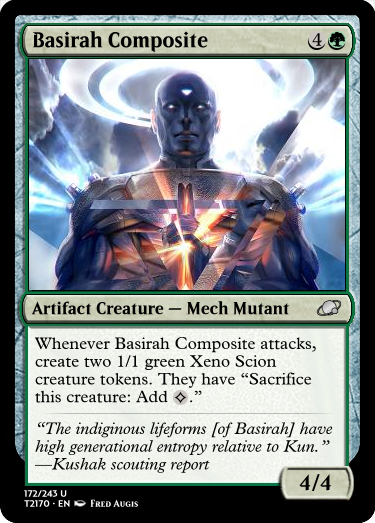 Basirah Composite 4
Artifact Creature — Mech Mutant
Whenever Basirah Composite attacks,
create two 1/1 green Xeno Scion
creature tokens. They have “Sacrifice
this creature: Add .”
“The indiginous lifeforms [of Basirah] have
high generational entropy relative to Kun.”
—Kushak scouting report
4/4
172/243 U
T2170 • EN Fred Augis